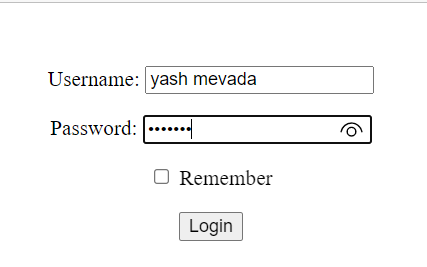 Username: yash mevada
Password: •••••••
Remember
Login